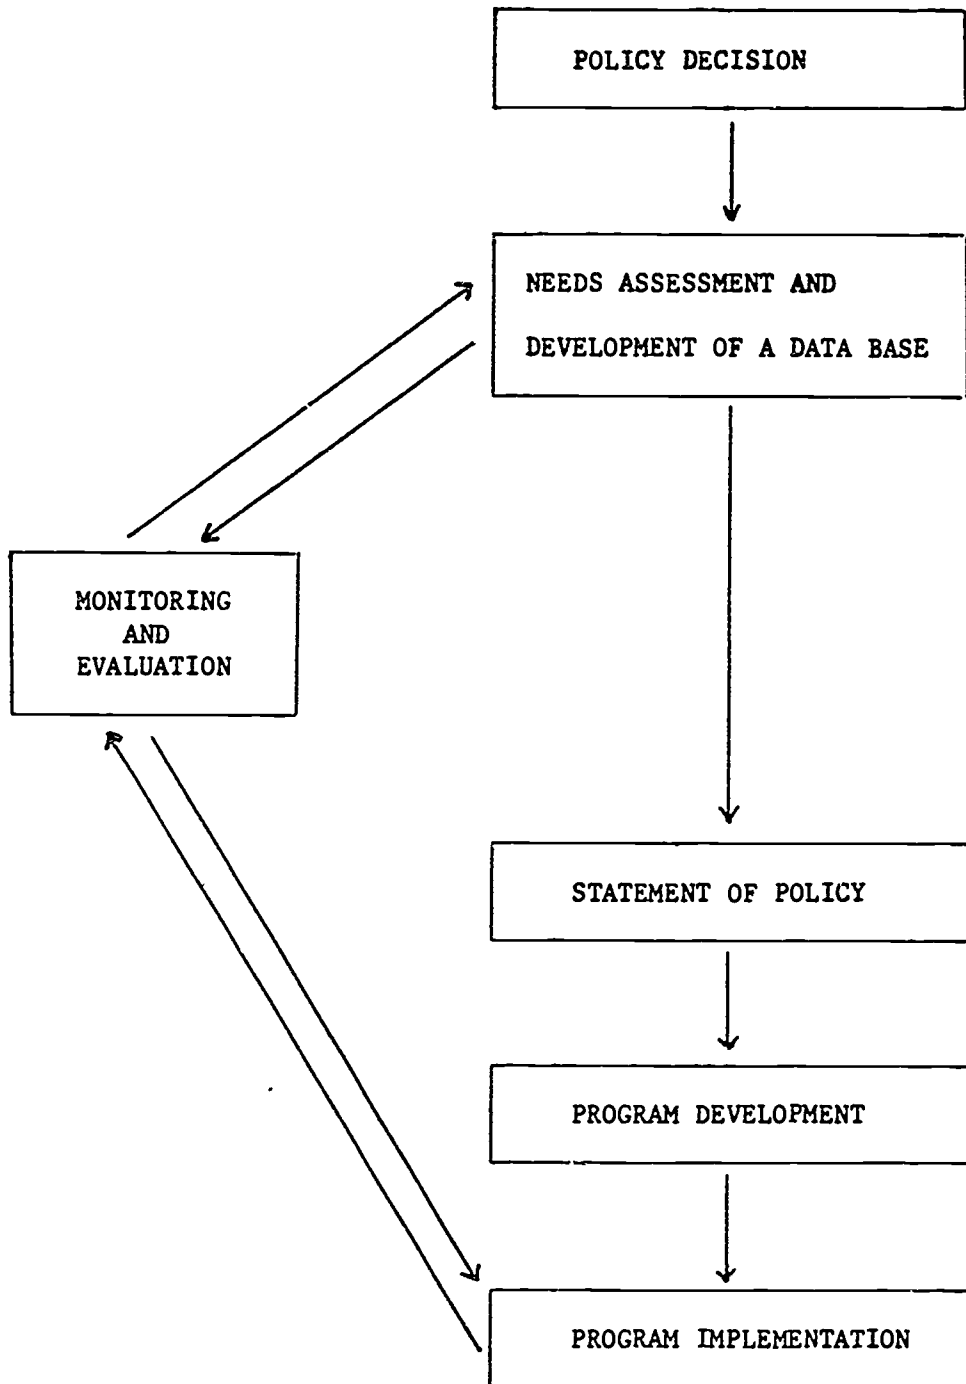 POLICY DECISION
NEEDS ASSESSMENT AND
DEVELOPMENT OF A DATA BASE
MONITORING
AND
EVALUATION
STATEMENT OF POLICY
PROGRAM DEVELOPMENT
PROGRAM IMPLEMENTATION